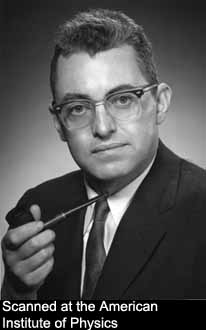 Scanned at the American
Institute of Physics